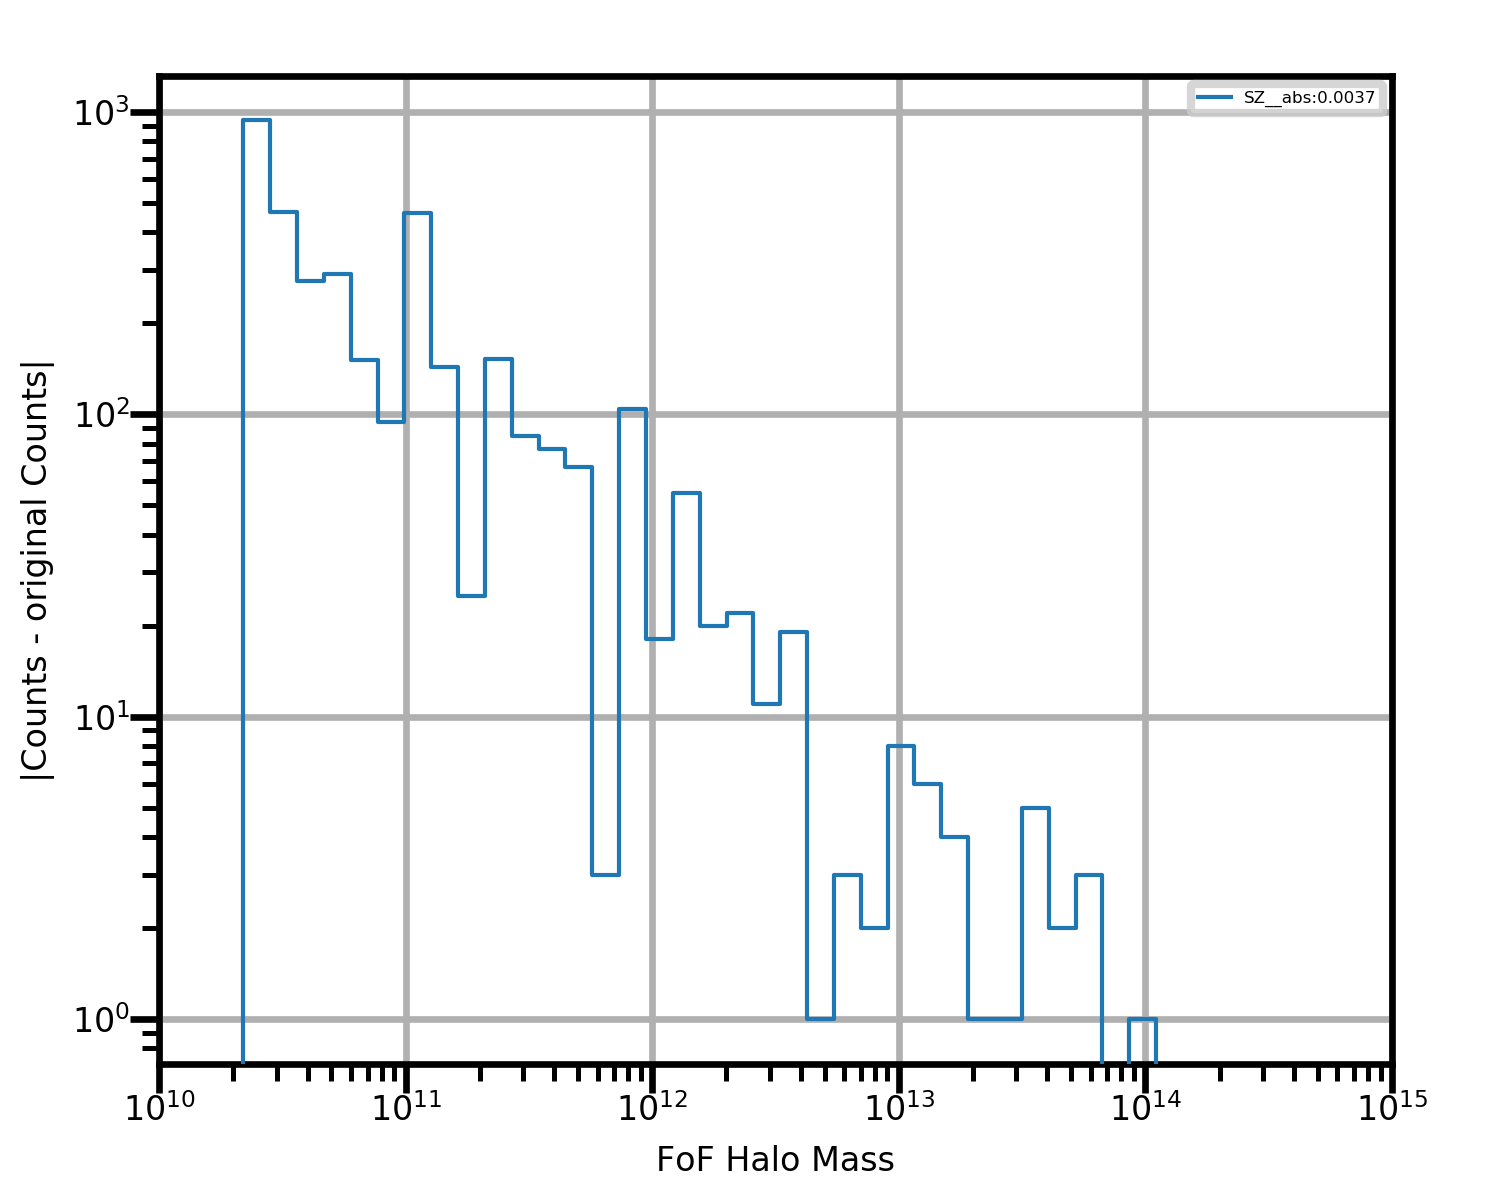 SZ__abs:0.0037
10³
10²
10¹
10⁰
|Counts - original Counts|
10¹⁰ 10¹¹ 10¹² 10¹³ 10¹⁴ 10¹⁵
FoF Halo Mass